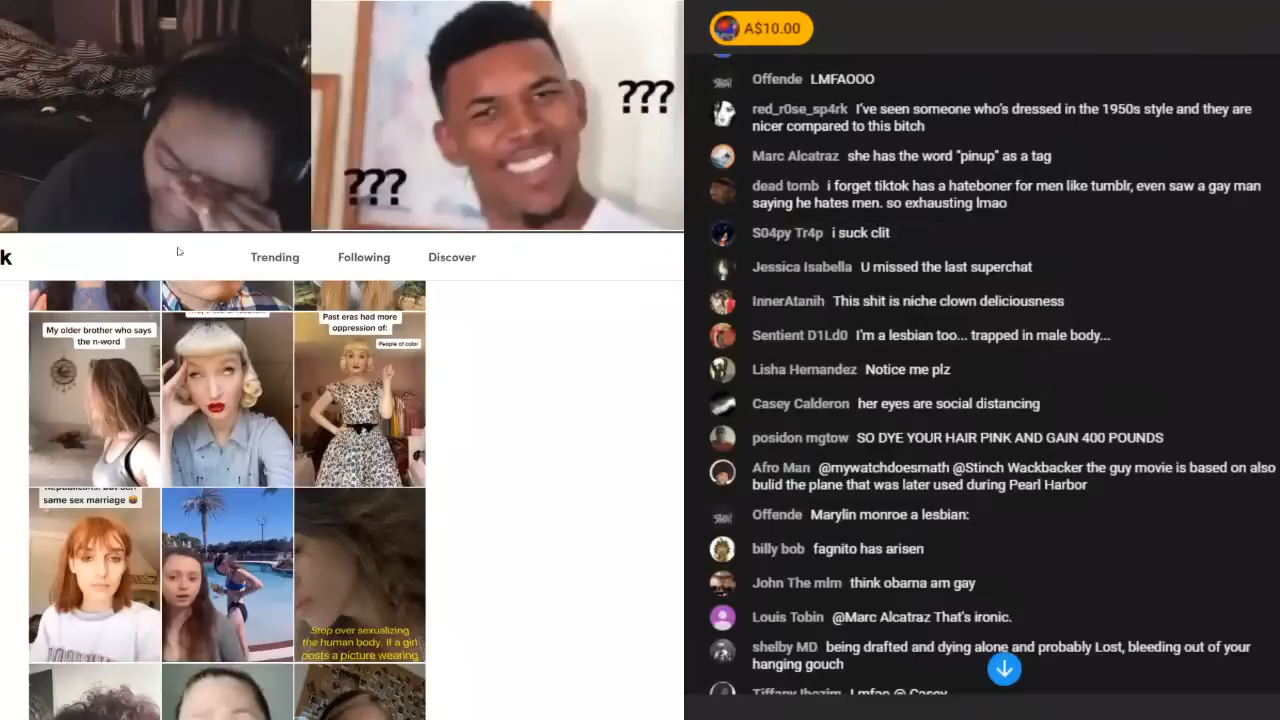 ???
???
k
Trending Following Discover
My older brother who says
the n-word
Past eras had more
oppression of:
People of color
same sex marriage
Stop over sexualizing
the human body. If a girl
posts a picture wearing
A$10.00
Offende LMFAOOO
red_r0se_sp4rk I've seen someone who's dressed in the 1950s style and they are
nicer compared to this bitch
Marc Alcatraz she has the word "pinup" as a tag
dead tomb i forget tiktok has a hateboner for men like tumblr, even saw a gay man
saying he hates men. so exhausting lmao
S04py Tr4p i suck clit
Jessica Isabella U missed the last superchat
InnerAtanih This shit is niche clown deliciousness
Sentient D1Ld0 I'm a lesbian too... trapped in male body...
Lisha Hernandez Notice me plz
Casey Calderon her eyes are social distancing
posidon mgtow SO DYE YOUR HAIR PINK AND GAIN 400 POUNDS
Afro Man @mywatchdoesmath @Stinch Wackbacker the guy movie is based on also
bulid the plane that was later used during Pearl Harbor
Offende Marylin monroe a lesbian:
billy bob fagnito has arisen
John The mlm think obama am gay
Louis Tobin @Marc Alcatraz That's ironic.
shelby MD being drafted and dying alone and probably Lost, bleeding out of your
hanging gouch
Tiffany Ibezim Lmfao @ Casey